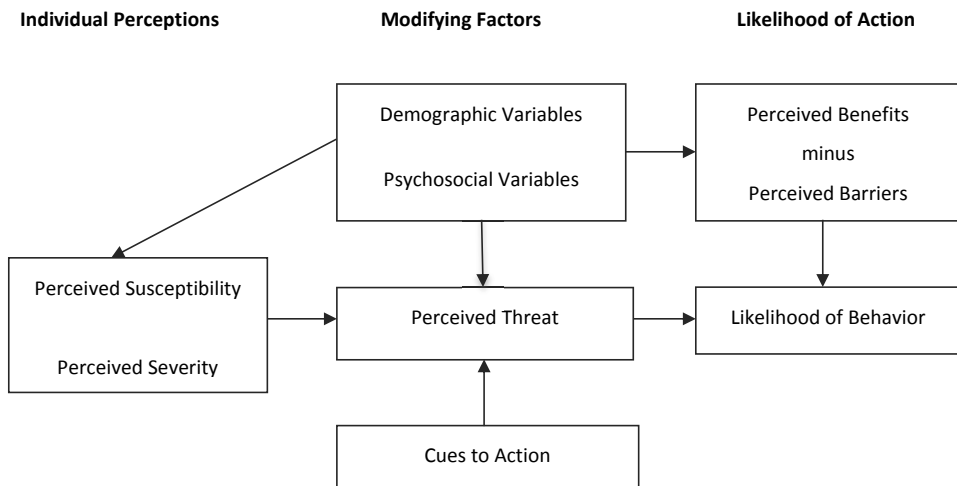 Individual Perceptions
Modifying Factors
Likelihood of Action
Demographic Variables
Psychosocial Variables
Perceived Benefits
minus
Perceived Barriers
Perceived Susceptibility
Perceived Severity
Perceived Threat
Likelihood of Behavior
Cues to Action